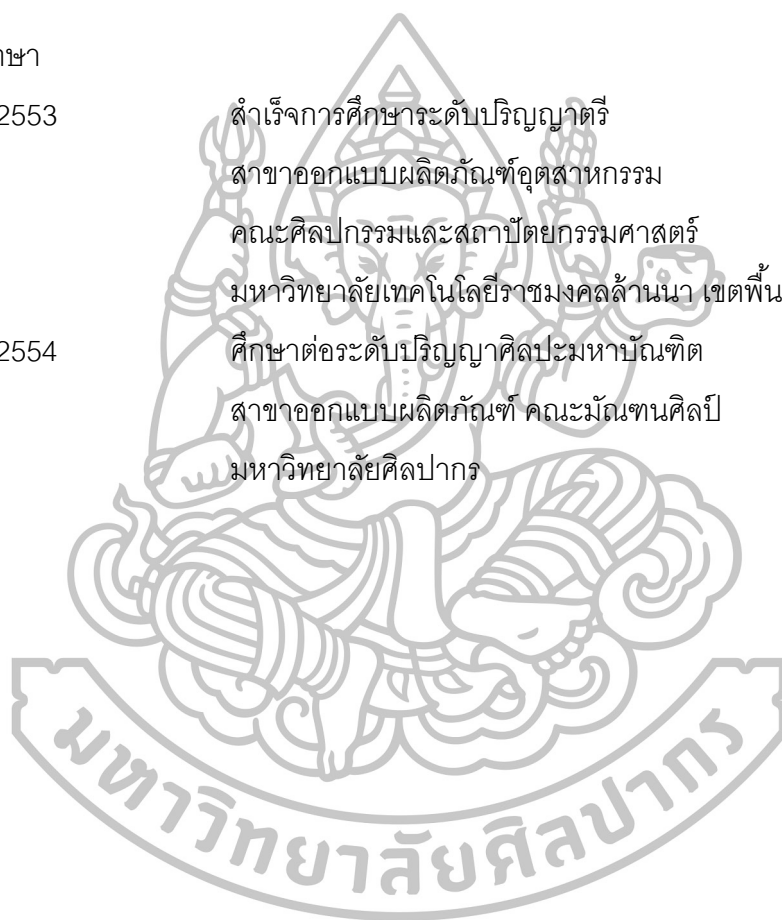 2553 สำเร็จการศึกษาระดับปริญญาตรี
สาขาออกแบบผลิตภัณฑ์อุตสาหกรรม
คณะศิลปกรรมและสถาปัตยกรรมศาสตร์
มหาวิทยาลัยเทคโนโลยีราชมงคลล้านนา
2554 ศึกษาต่อระดับปริญญาศิลปะมหาบัณฑิต
สาขาออกแบบผลิตภัณฑ์ คณะมัณฑนศิลป์
มหาวิทยาลัยศิลปากร
มหาวิทยาลัยศิลปากร